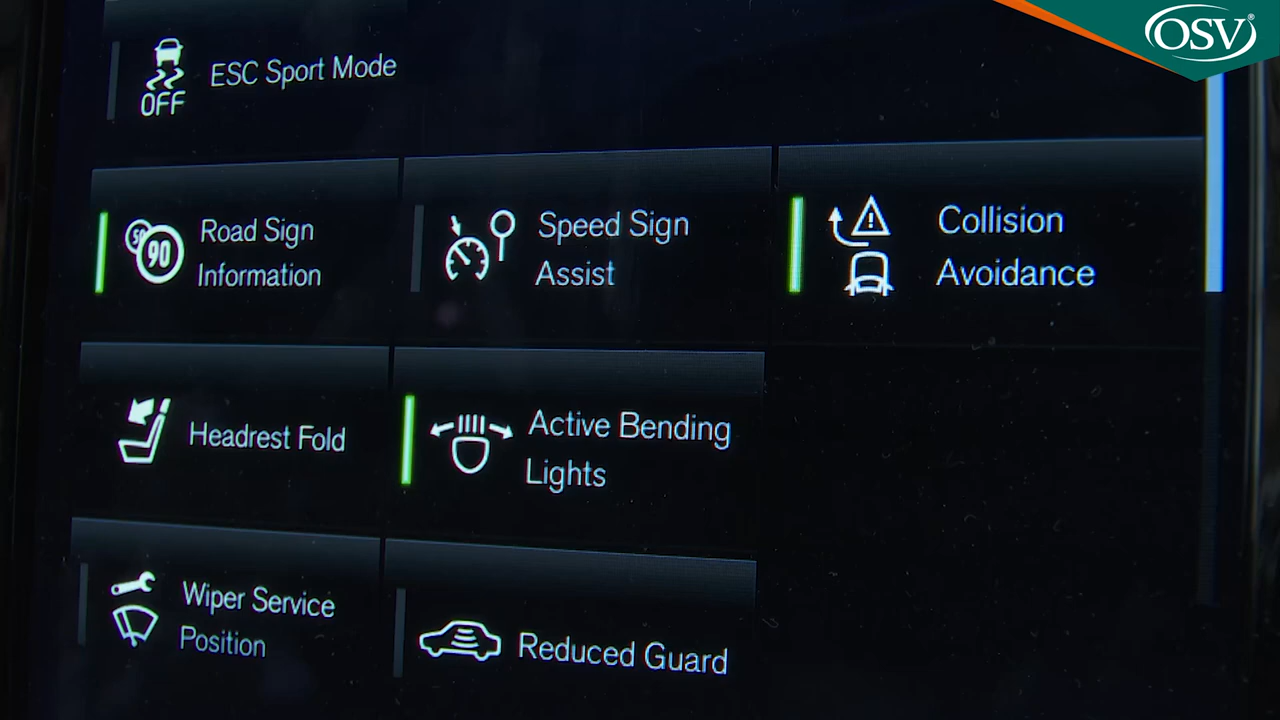 OSV®
OFF
ESC Sport Mode
50
90
Road Sign
Information
Speed Sign
Assist
Collision
Avoidance
Headrest Fold
Active Bending
Lights
Wiper Service
Position
Reduced Guard